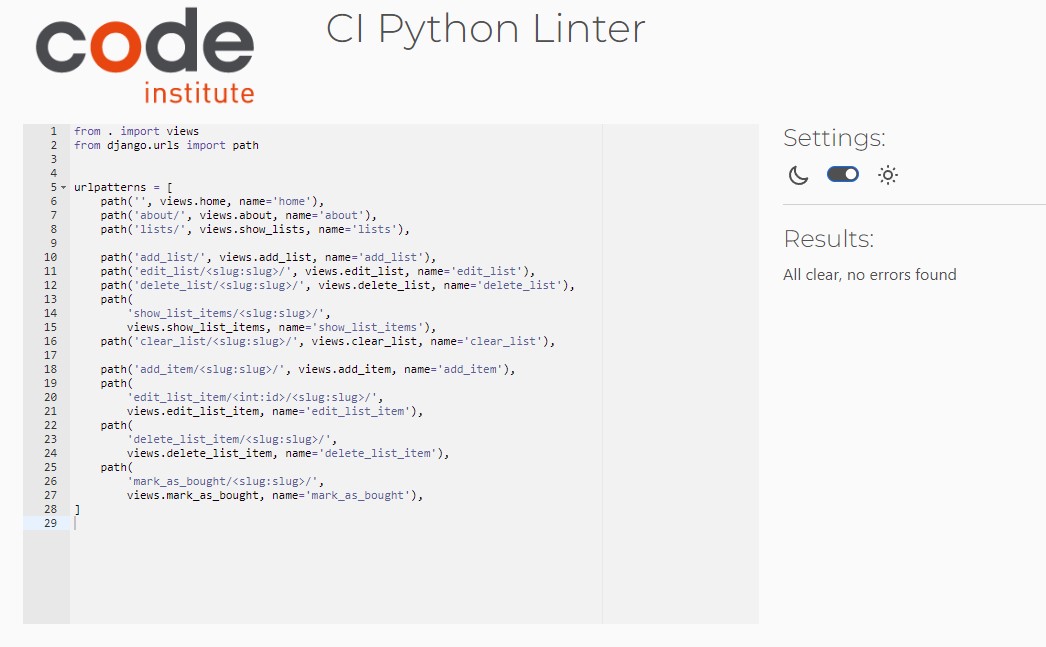 code
institute
CI Python Linter
1 from . import views
2 from django.urls import path
3
4
5 urlpatterns = [
6     path('', views.home, name='home'),
7     path('about/', views.about, name='about'),
8     path('lists/', views.show_lists, name='lists'),
9
10     path('add_list/', views.add_list, name='add_list'),
11     path('edit_list/<slug:slug>/', views.edit_list, name='edit_list'),
12     path('delete_list/<slug:slug>/', views.delete_list, name='delete_list'),
13     path(
14         'show_list_items/<slug:slug>/',
15         views.show_list_items, name='show_list_items'),
16     path('clear_list/<slug:slug>/', views.clear_list, name='clear_list'),
17
18     path('add_item/<slug:slug>/', views.add_item, name='add_item'),
19     path(
20         'edit_list_item/<int:id>/<slug:slug>/',
21         views.edit_list_item, name='edit_list_item'),
22     path(
23         'delete_list_item/<slug:slug>/',
24         views.delete_list_item, name='delete_list_item'),
25     path(
26         'mark_as_bought/<slug:slug>/',
27         views.mark_as_bought, name='mark_as_bought'),
28 ]
29
Settings:
Results:
All clear, no errors found